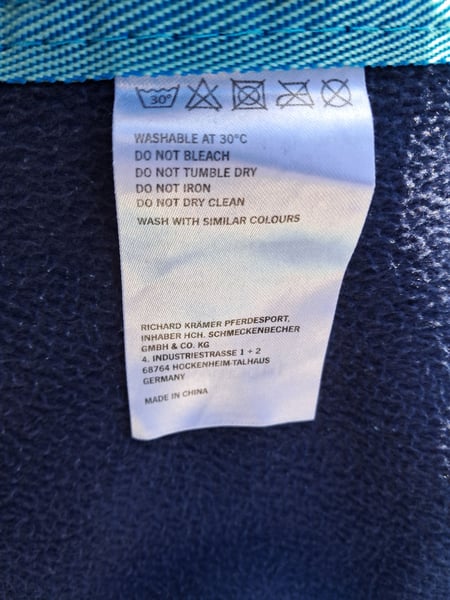 30°
WASHABLE AT 30°C
DO NOT BLEACH
DO NOT TUMBLE DRY
DO NOT IRON
DO NOT DRY CLEAN
WASH WITH SIMILAR COLOURS
RICHARD KRÄMER PFERDESPORT,
INHABER HCH. SCHMECKENBECHER
GMBH & CO. KG
4. INDUSTRIESTRASSE 1 + 2
68764 HOCKENHEIM-TALHAUS
GERMANY
MADE IN CHINA